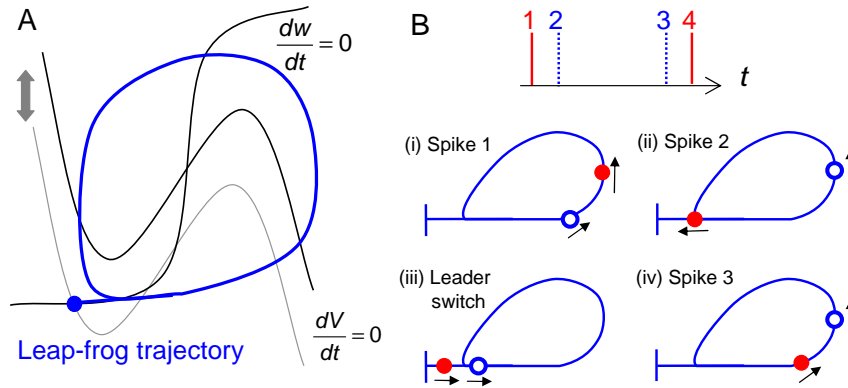 A
dw/dt = 0
dV/dt = 0
Leap-frog trajectory
B
1 2 3 4
t
(i) Spike 1
(ii) Spike 2
(iii) Leader
switch
(iv) Spike 3